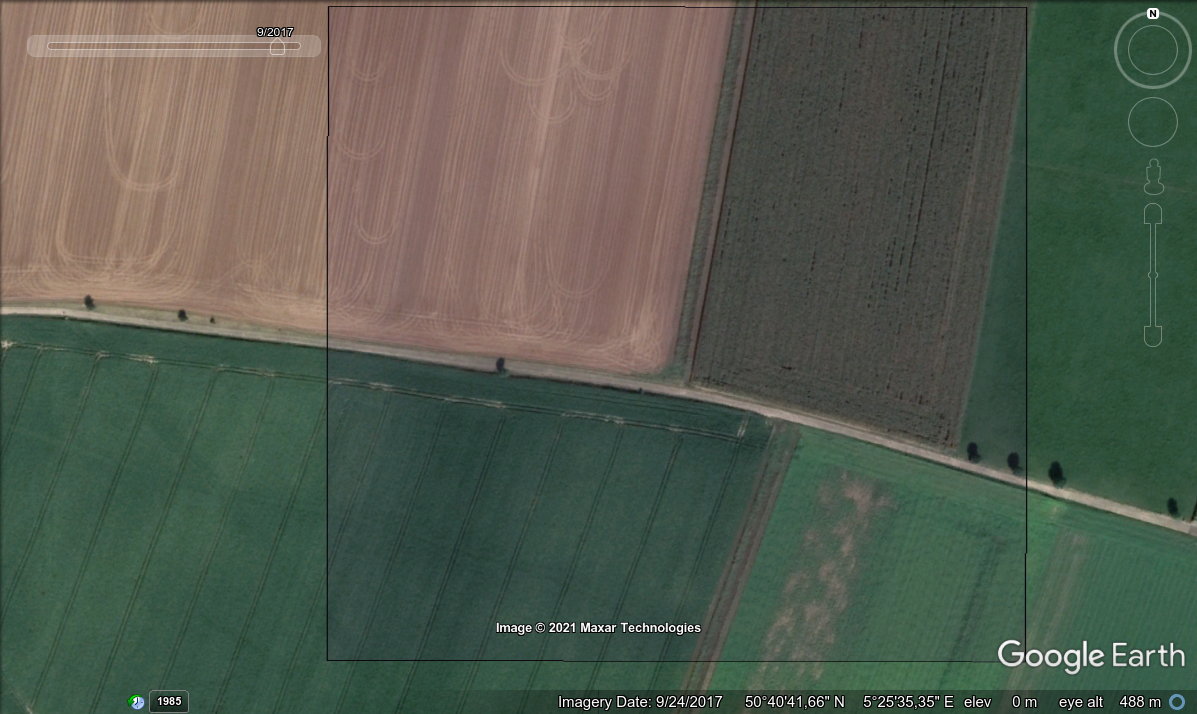 9/2017
N
Image © 2021 Maxar Technologies
Google Earth
1985
Imagery Date: 9/24/2017 50°40'41,66" N 5°25'35,35" E elev 0 m eye alt 488 m